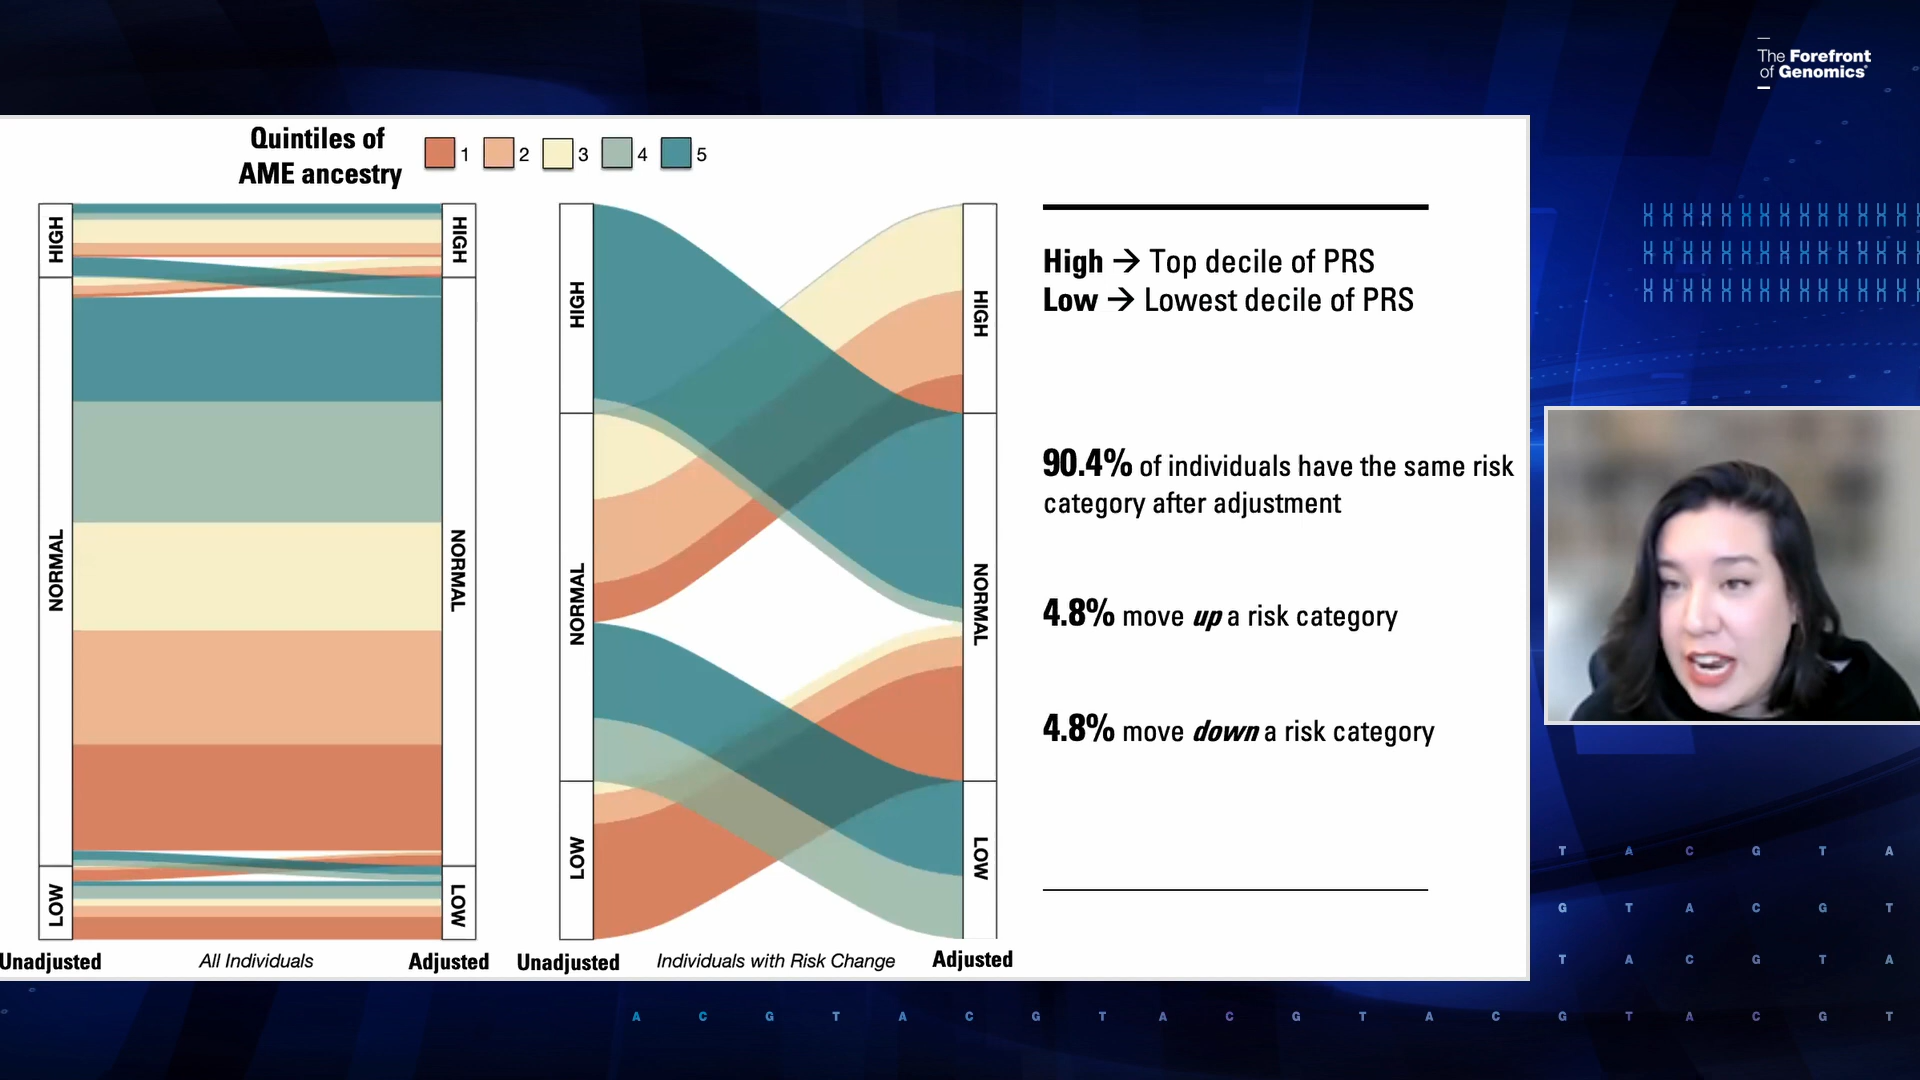 The Forefront
of Genomics®
Quintiles of
AME ancestry
1 2 3 4 5
HIGH
NORMAL
LOW
HIGH
NORMAL
LOW
Unadjusted
All Individuals
Adjusted
HIGH
NORMAL
LOW
HIGH
NORMAL
LOW
Unadjusted
Individuals with Risk Change
Adjusted
High → Top decile of PRS
Low → Lowest decile of PRS
90.4% of individuals have the same risk
category after adjustment
4.8% move up a risk category
4.8% move down a risk category
T A C G T A
G T A C G T
T A C G T A
A C G T A C G T A C G T A C G T A C G T